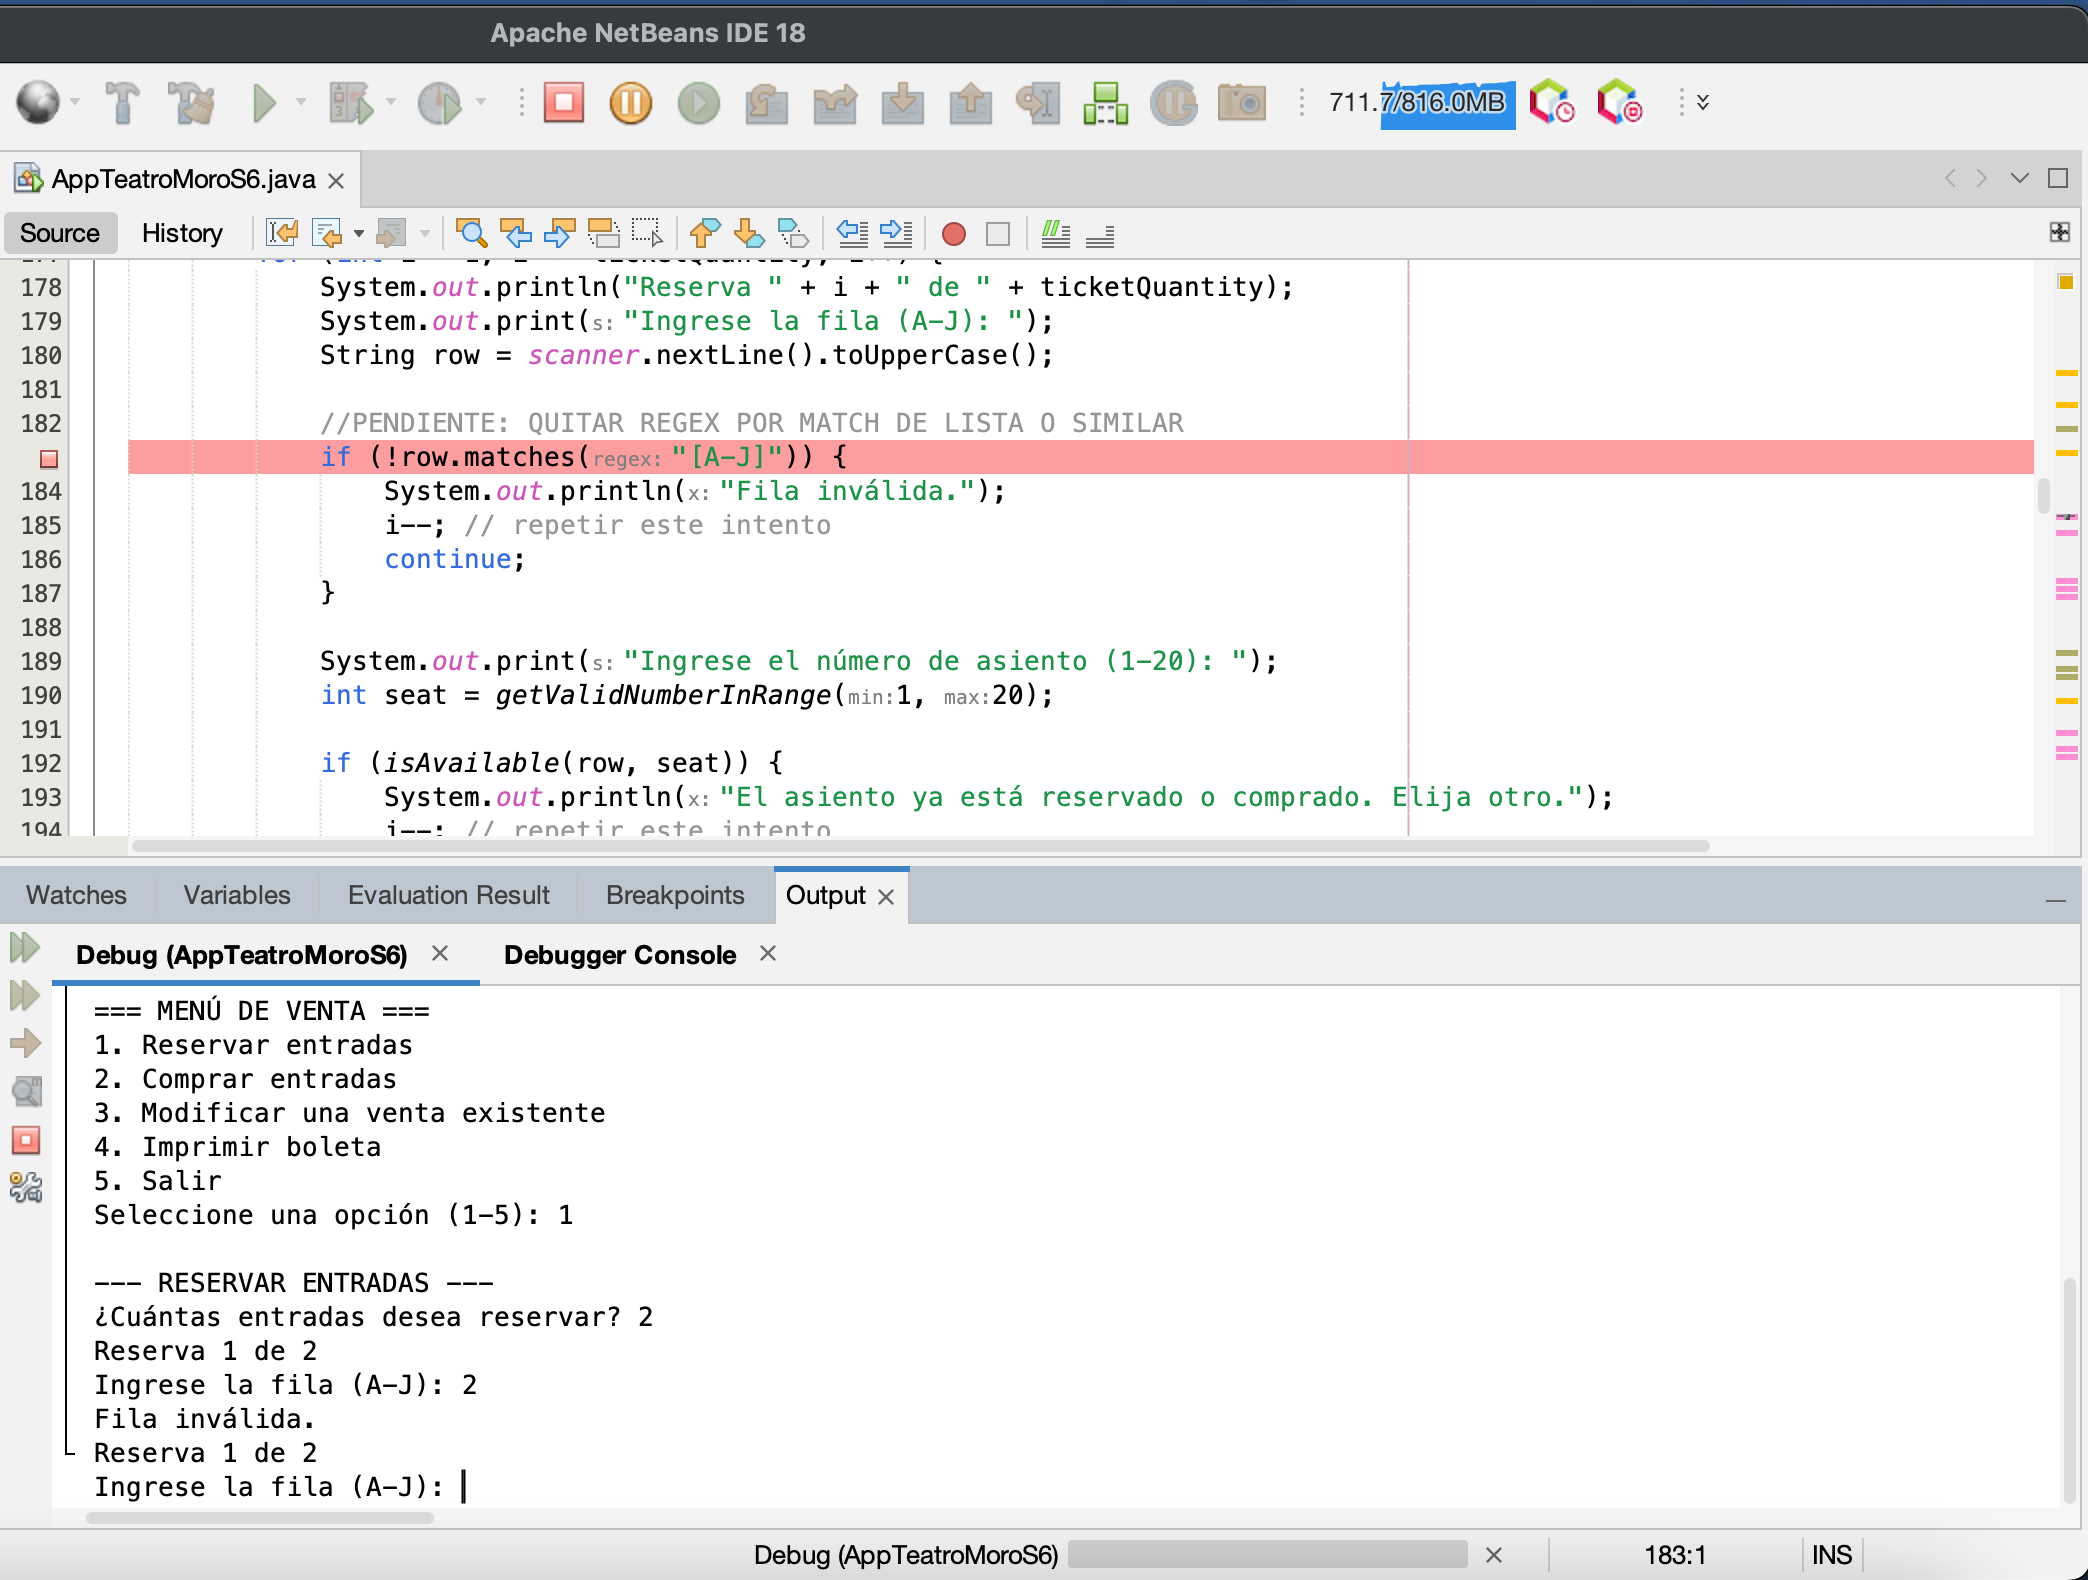 Apache NetBeans IDE 18
711.7/816.0MB
AppTeatroMoroS6.java
Source History
178 System.out.println("Reserva " + i + " de " + ticketQuantity);
179 System.out.print(s: "Ingrese la fila (A-J): ");
180 String row = scanner.nextLine().toUpperCase();
181
182 //PENDIENTE: QUITAR REGEX POR MATCH DE LISTA O SIMILAR
if (!row.matches(regex: "[A-J]")) {
184 System.out.println(x: "Fila inválida.");
185 i--; // repetir este intento
186 continue;
187 }
188
189 System.out.print(s: "Ingrese el número de asiento (1-20): ");
190 int seat = getValidNumberInRange(min:1, max:20);
191
192 if (isAvailable(row, seat)) {
193 System.out.println(x: "El asiento ya está reservado o comprado. Elija otro.");
194 i--; // repetir este intento
Watches Variables Evaluation Result Breakpoints Output
Debug (AppTeatroMoroS6) Debugger Console
=== MENÚ DE VENTA ===
1. Reservar entradas
2. Comprar entradas
3. Modificar una venta existente
4. Imprimir boleta
5. Salir
Seleccione una opción (1-5): 1
--- RESERVAR ENTRADAS ---
¿Cuántas entradas desea reservar? 2
Reserva 1 de 2
Ingrese la fila (A-J): 2
Fila inválida.
Reserva 1 de 2
Ingrese la fila (A-J):
Debug (AppTeatroMoroS6) 183:1 INS